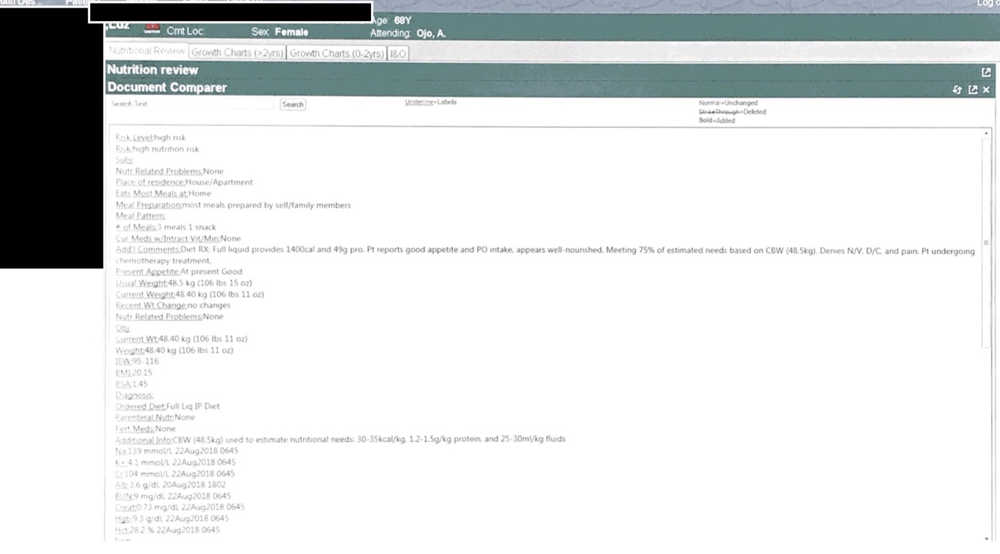 Log
Crnt Loc:
Sex: Female
Age: 68Y
Attending: Ojo, A.
Nutritional Review Growth Charts (>2yrs) Growth Charts (0-2yrs) I&O
Nutrition review
Document Comparer
Search Text
Search
Underline=Labels
Normal=Unchanged
StrikeThrough=Deleted
Bold=Added
Risk Level:high risk
Risk:high nutrition risk
Subj:
Nutr Related Problems:None
Place of residence:House/Apartment
Eats Most Meals at:Home
Meal Preparation:most meals prepared by self/family members
Meal Pattern:
# of Meals:3 meals 1 snack
Cur Meds w/Intract Vit/Min:None
Add'l Comments:Diet RX: Full liquid provides 1400cal and 49g pro. Pt reports good appetite and PO intake, appears well-nourished. Meeting 75% of estimated needs based on CBW (48.5kg). Denies N/V, D/C, and pain. Pt undergoing
chemotherapy treatment.
Present Appetite:At present Good
Usual Weight:48.5 kg (106 lbs 15 oz)
Current Weight:48.40 kg (106 lbs 11 oz)
Recent Wt Change:no changes
Nutr Related Problems:None
Obj:
Current Wt:48.40 kg (106 lbs 11 oz)
Weight:48.40 kg (106 lbs 11 oz)
IBW:95-116
BMI:20.15
BSA:1.45
Diagnosis:
Ordered Diet:Full Liq IP Diet
Parenteral Nutr:None
Pert Meds:None
Additional Info:CBW (48.5kg) used to estimate nutritional needs: 30-35kcal/kg, 1.2-1.5g/kg protein, and 25-30ml/kg fluids
Na:139 mmol/L 22Aug2018 0645
K+:4.1 mmol/L 22Aug2018 0645
Cl:104 mmol/L 22Aug2018 0645
Alb:3.6 g/dL 20Aug2018 1802
BUN:9 mg/dL 22Aug2018 0645
Creat:0.73 mg/dL 22Aug2018 0645
Hgb:9.3 g/dL 22Aug2018 0645
Hct:28.2 % 22Aug2018 0645